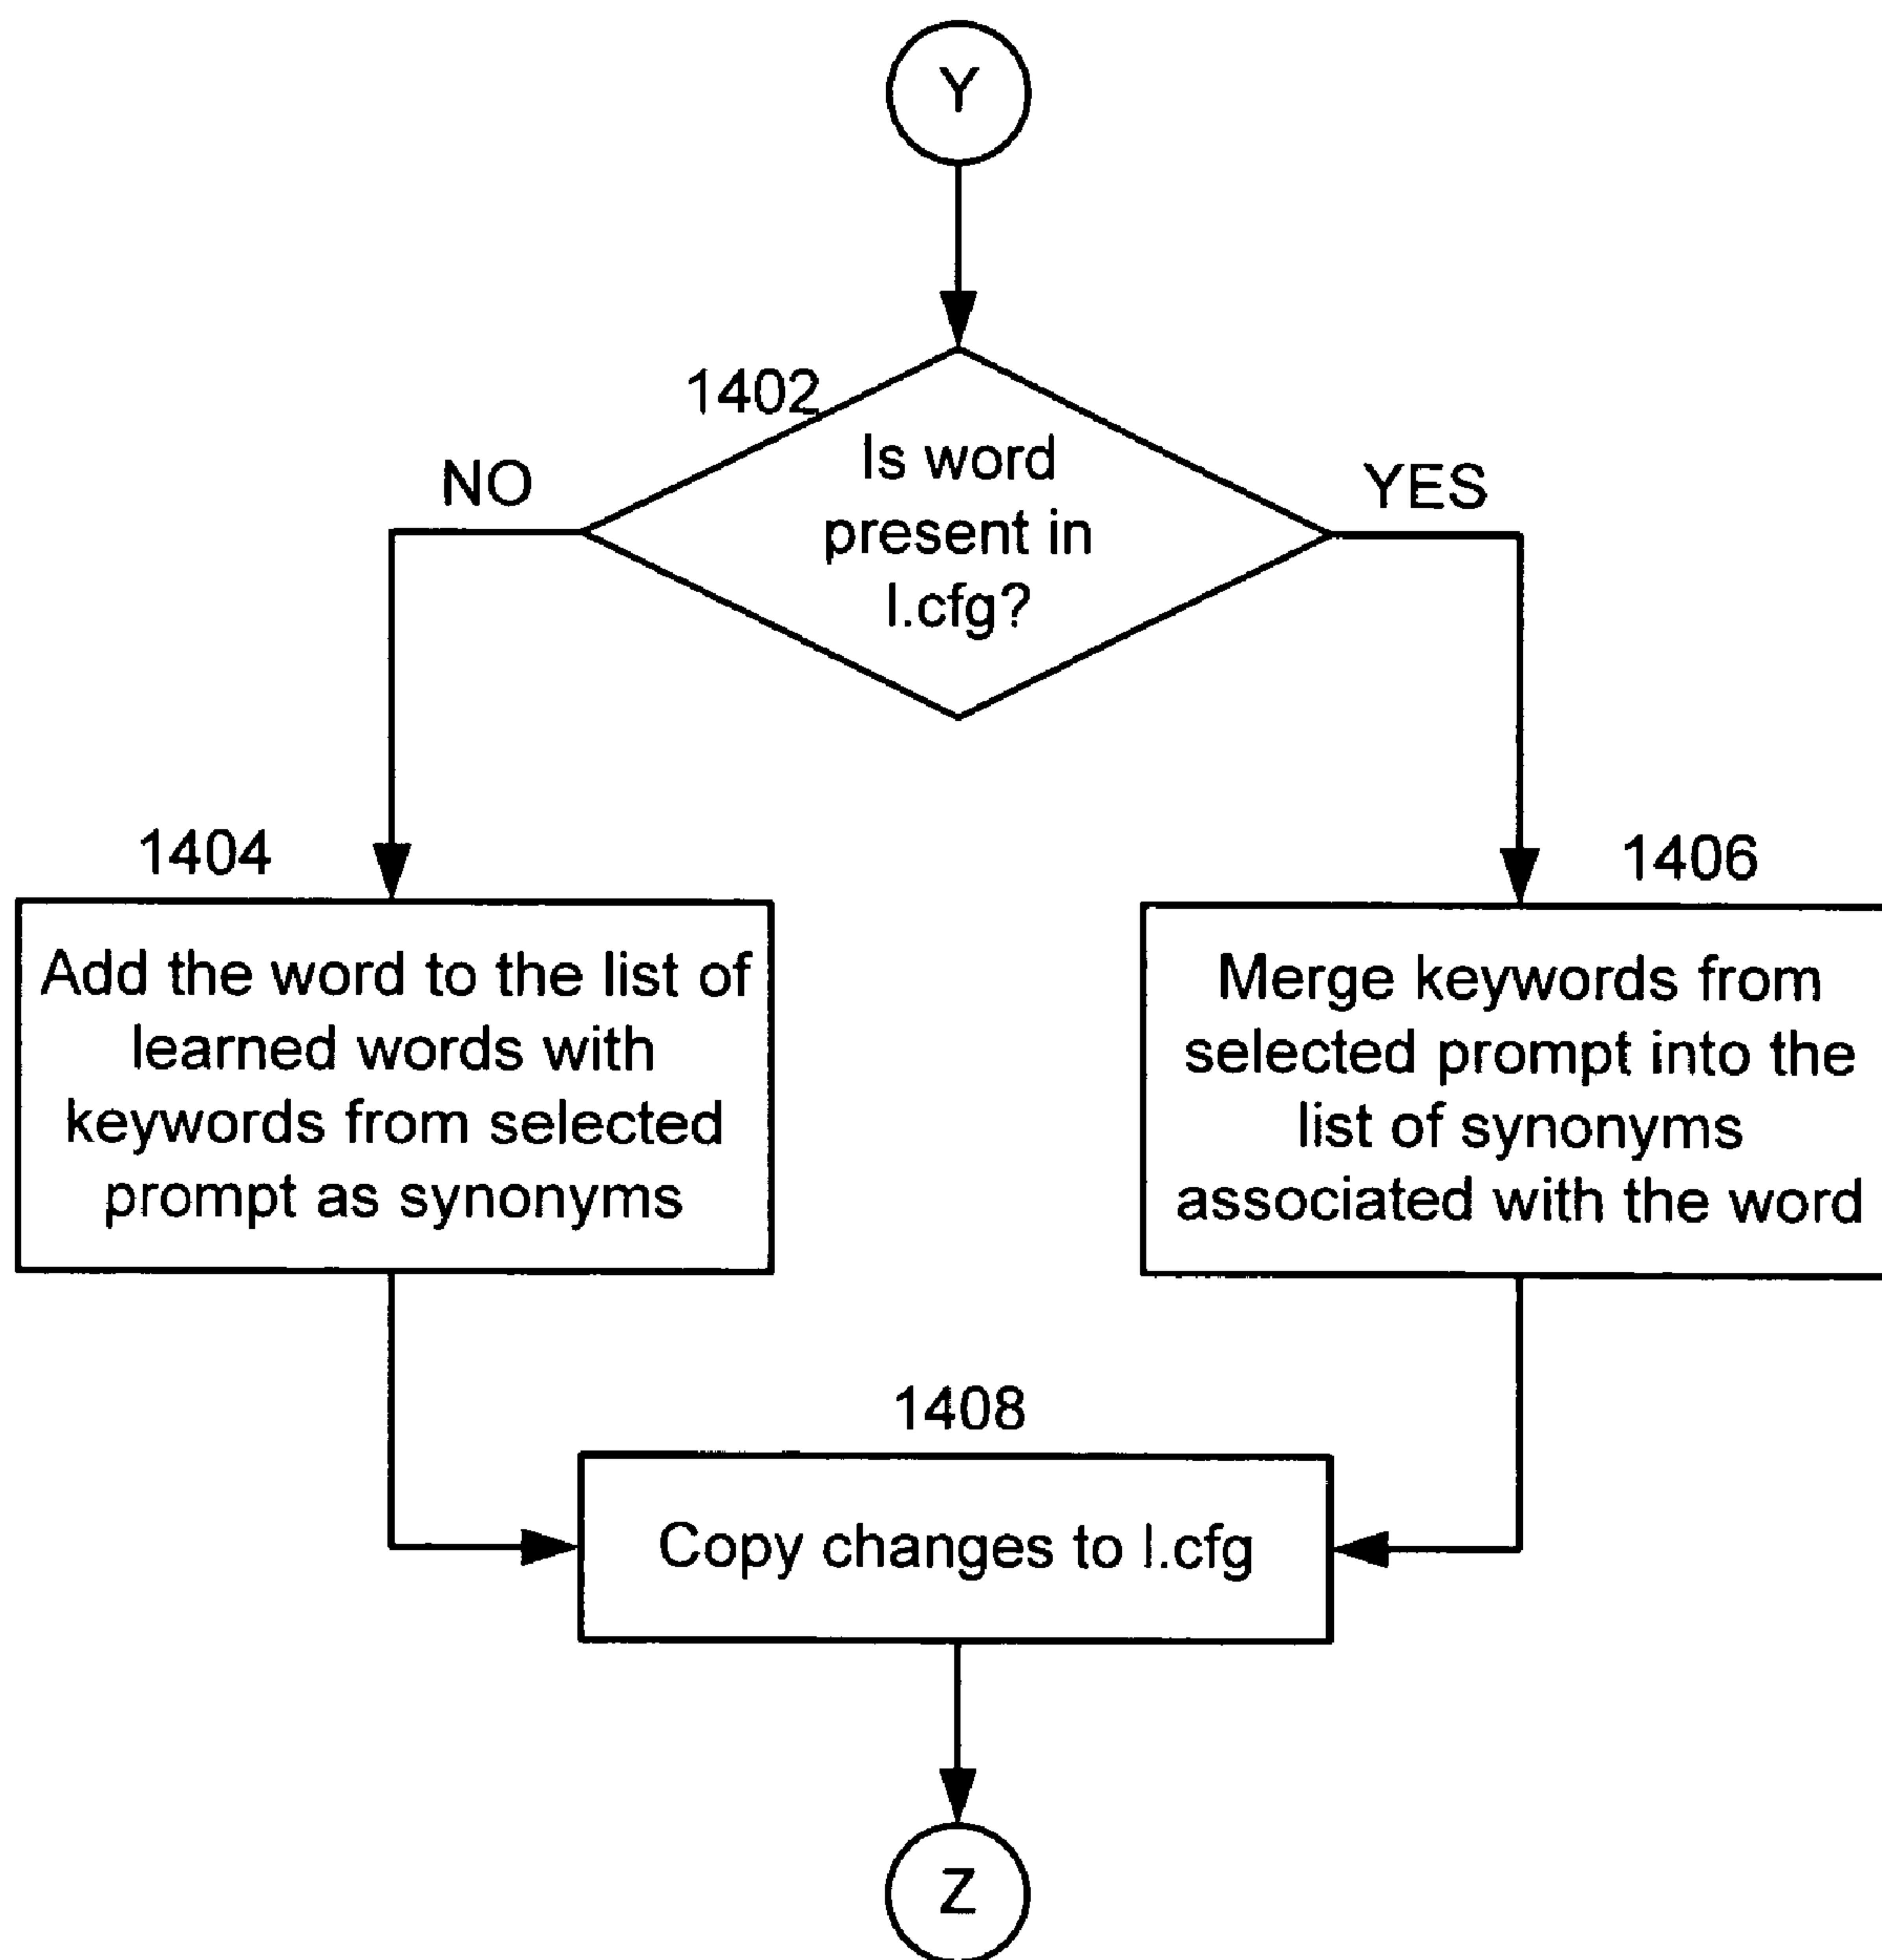 Y
1402
Is word
present in
l.cfg?
NO
YES
1404
Add the word to the list of
learned words with
keywords from selected
prompt as synonyms
1406
Merge keywords from
selected prompt into the
list of synonyms
associated with the word
1408
Copy changes to l.cfg
Z